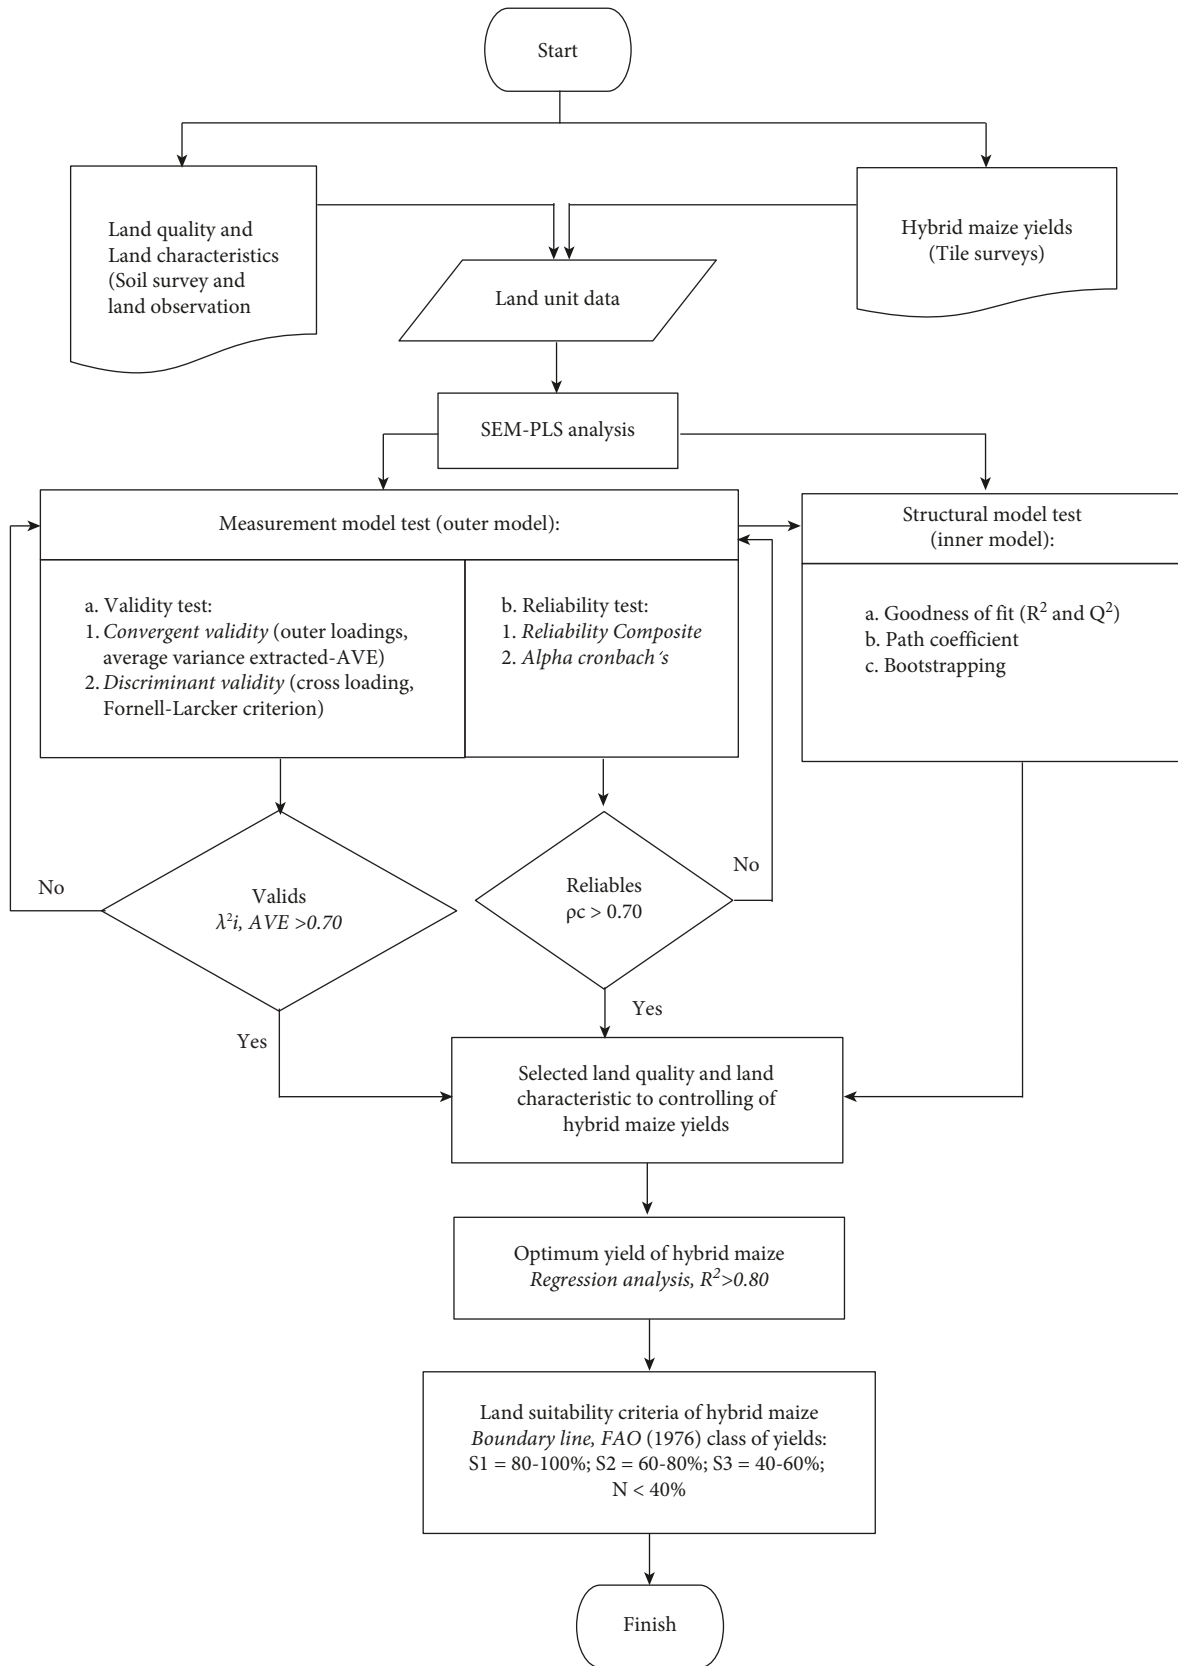 Start
Land quality and
Land characteristics
(Soil survey and
land observation
Hybrid maize yields
(Tile surveys)
Land unit data
SEM-PLS analysis
Measurement model test (outer model):
a. Validity test:
1. Convergent validity (outer loadings,
average variance extracted-AVE)
2. Discriminant validity (cross loading,
Fornell-Larcker criterion)
b. Reliability test:
1. Reliability Composite
2. Alpha cronbach´s
Structural model test
(inner model):
a. Goodness of fit (R² and Q²)
b. Path coefficient
c. Bootstrapping
No
Valids
λ²i, AVE >0.70
Yes
Reliables
ρc > 0.70
No
Yes
Selected land quality and land
characteristic to controlling of
hybrid maize yields
Optimum yield of hybrid maize
Regression analysis, R²>0.80
Land suitability criteria of hybrid maize
Boundary line, FAO (1976) class of yields:
S1 = 80-100%; S2 = 60-80%; S3 = 40-60%;
N < 40%
Finish